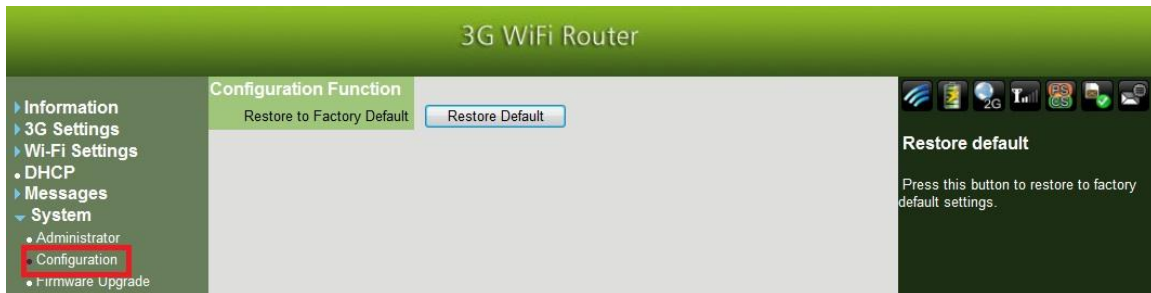 3G WiFi Router
Information
3G Settings
Wi-Fi Settings
DHCP
Messages
System
Administrator
Configuration
Firmware Upgrade
Configuration Function
Restore to Factory Default
Restore Default
2G
PS
CS
Restore default
Press this button to restore to factory
default settings.